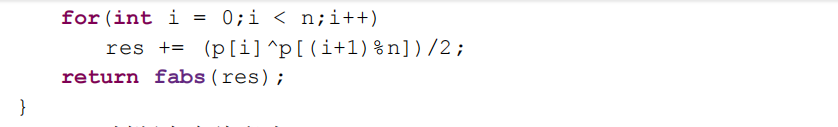 for(int i = 0;i < n;i++)
res += (p[i]^p[(i+1)%n])/2;
return fabs(res);
}